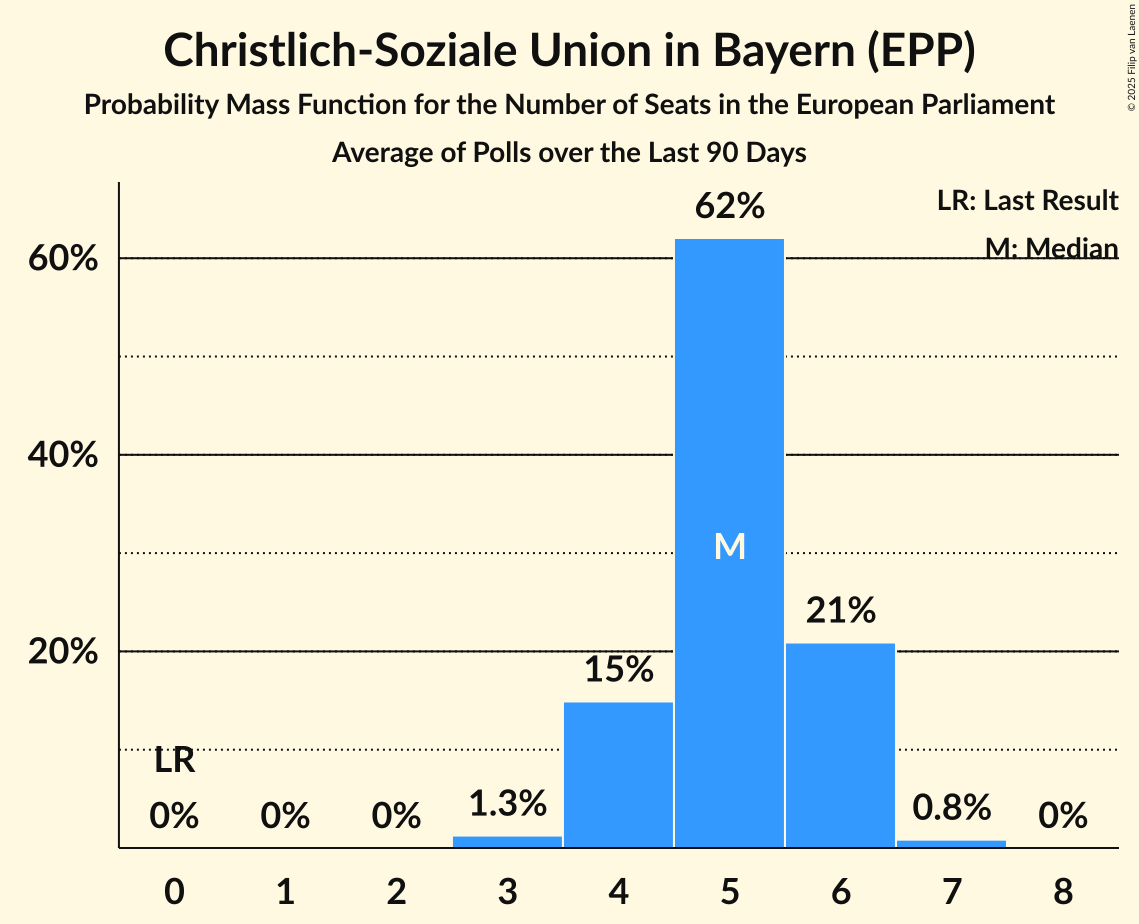 Christlich-Soziale Union in Bayern (EPP)
Probability Mass Function for the Number of Seats in the European Parliament
Average of Polls over the Last 90 Days
© 2025 Filip van Laenen
LR: Last Result
M: Median
60%
40%
20%
LR
0%
0%
0%
1.3%
15%
62%
M
21%
0.8%
0%
0 1 2 3 4 5 6 7 8